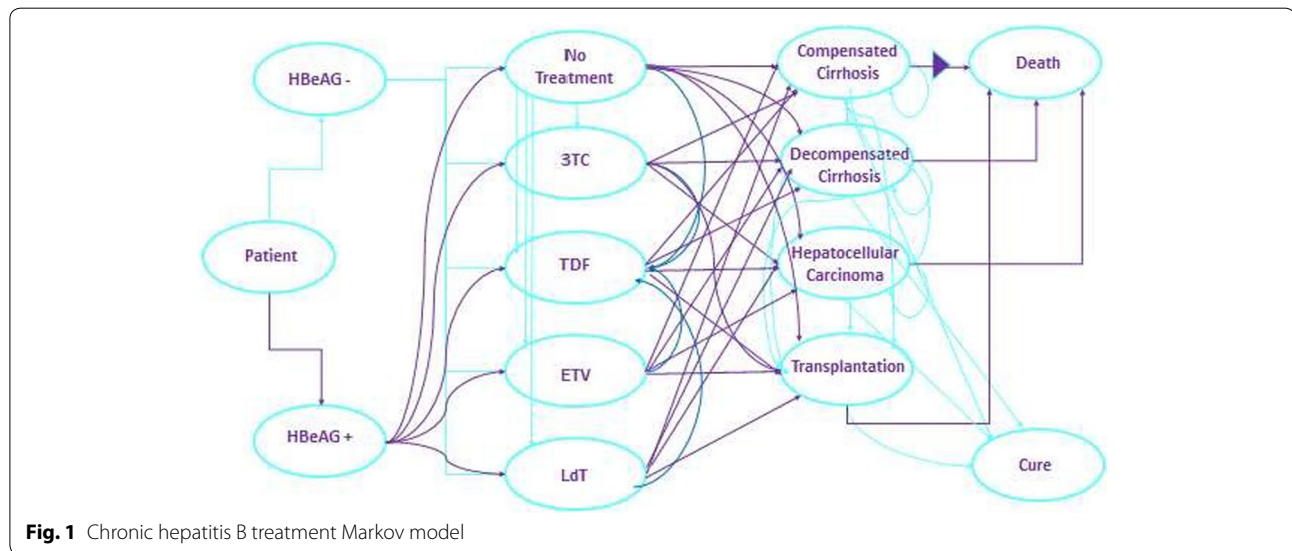 HBeAG -
Patient
HBeAG +
No
Treatment
3TC
TDF
ETV
LdT
Compensated
Cirrhosis
Decompensated
Cirrhosis
Hepatocellular
Carcinoma
Transplantation
Death
Cure
Fig. 1 Chronic hepatitis B treatment Markov model